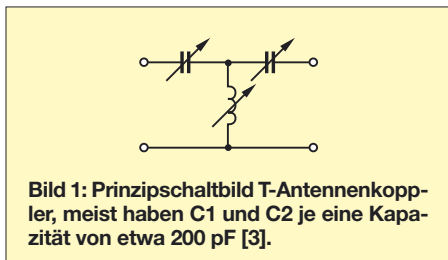 Bild 1: Prinzipschaltbild T-Antennenkopp-
ler, meist haben C1 und C2 je eine Kapa-
zität von etwa 200 pF [3].